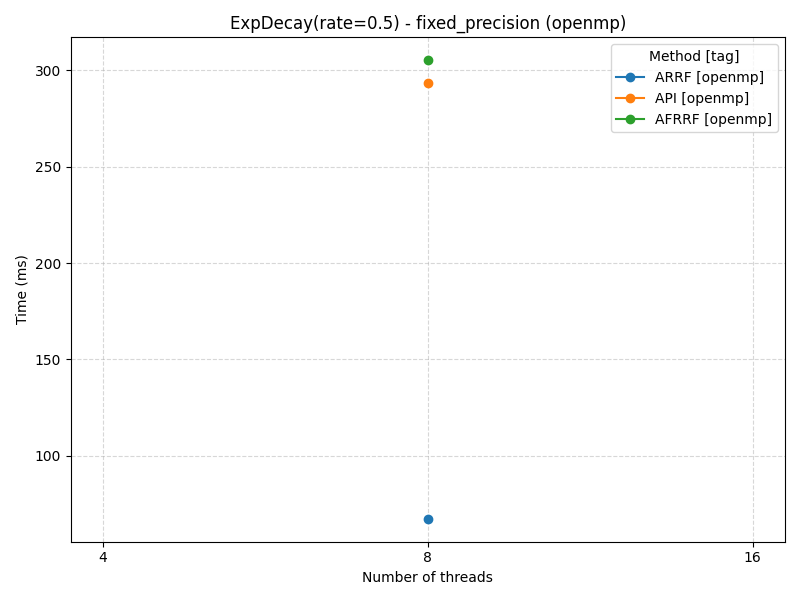 ExpDecay(rate=0.5) - fixed_precision (openmp)
Method [tag]
ARRF [openmp]
API [openmp]
AFRRF [openmp]
300
250
200
150
100
Time (ms)
4 8 16
Number of threads